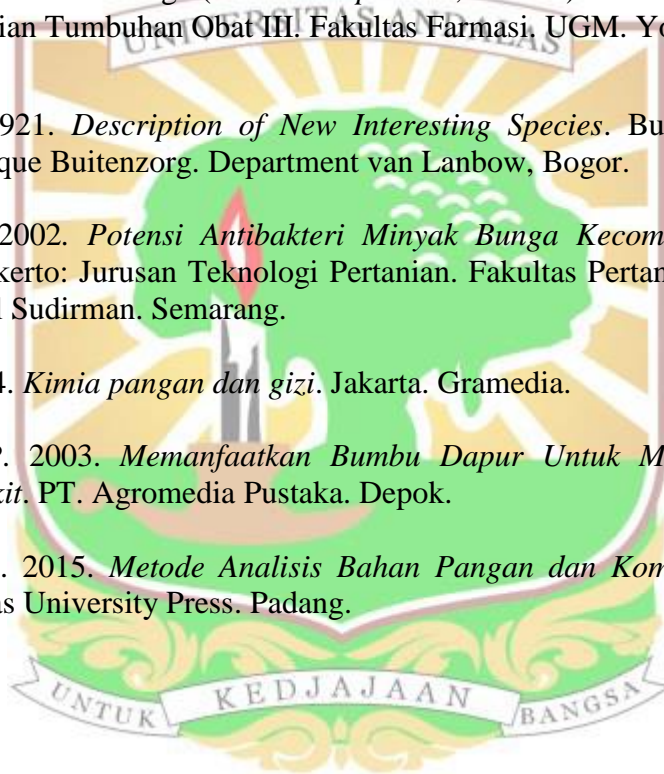 UNIVERSITAS ANDALAS
ian Tumbuhan Obat III. Fakultas Farmasi. UGM. Yo
921. Description of New Interesting Species. Bu
que Buitenzorg. Department van Lanbow, Bogor.
2002. Potensi Antibakteri Minyak Bunga Kecom
kerto: Jurusan Teknologi Pertanian. Fakultas Pertan
l Sudirman. Semarang.
4. Kimia pangan dan gizi. Jakarta. Gramedia.
. 2003. Memanfaatkan Bumbu Dapur Untuk M
kit. PT. Agromedia Pustaka. Depok.
. 2015. Metode Analisis Bahan Pangan dan Kom
as University Press. Padang.
UNTUK KEDJAJAAN BANGSA